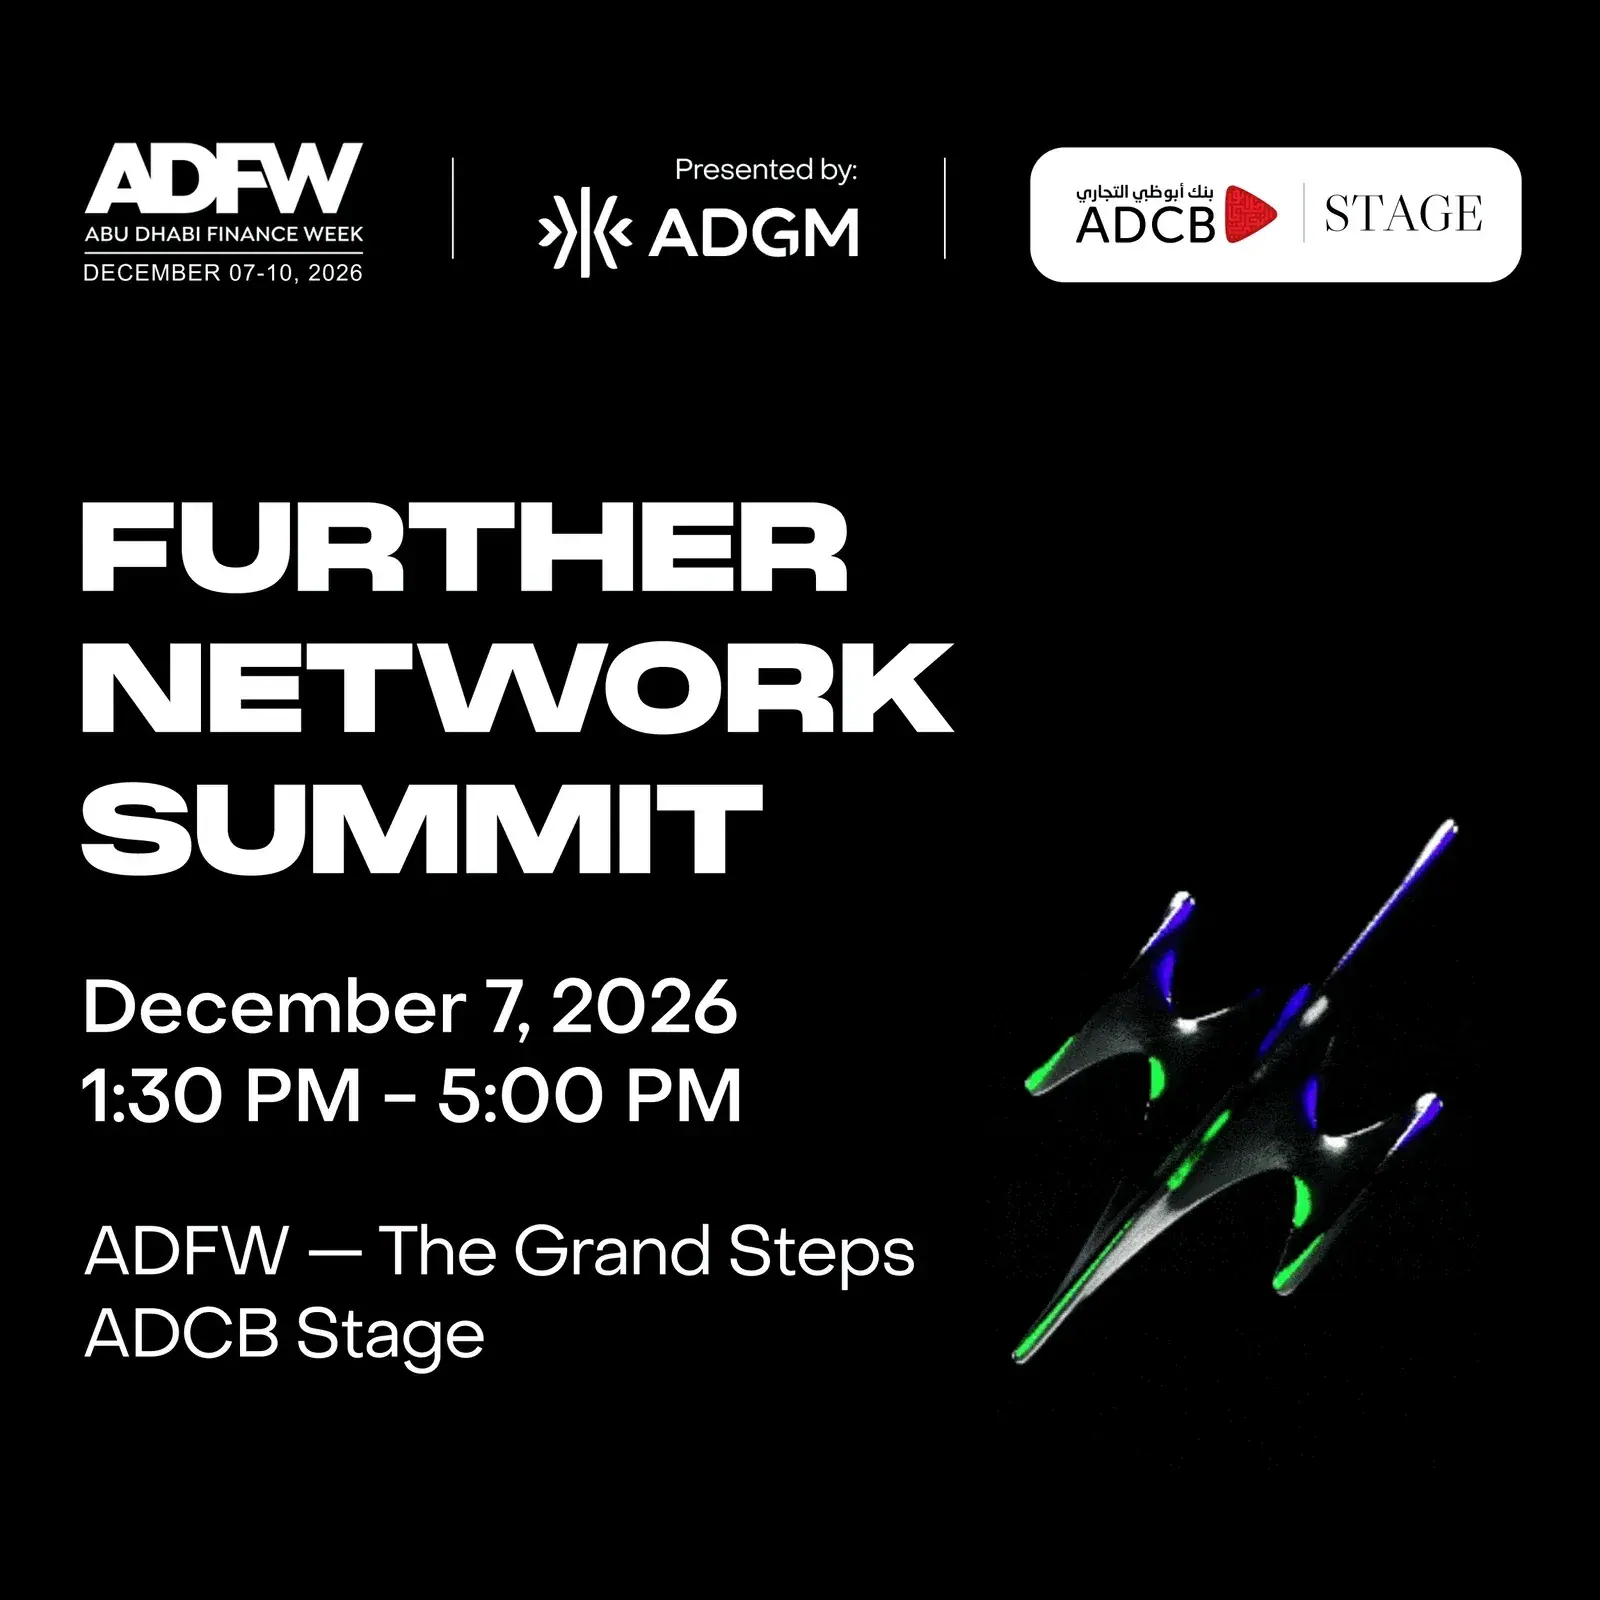 ADFW
ABU DHABI FINANCE WEEK
DECEMBER 07-10, 2026
Presented by:
ADGM
بنك أبوظبي التجاري
ADCB
STAGE
FURTHER
NETWORK
SUMMIT
December 7, 2026
1:30 PM – 5:00 PM
ADFW — The Grand Steps
ADCB Stage